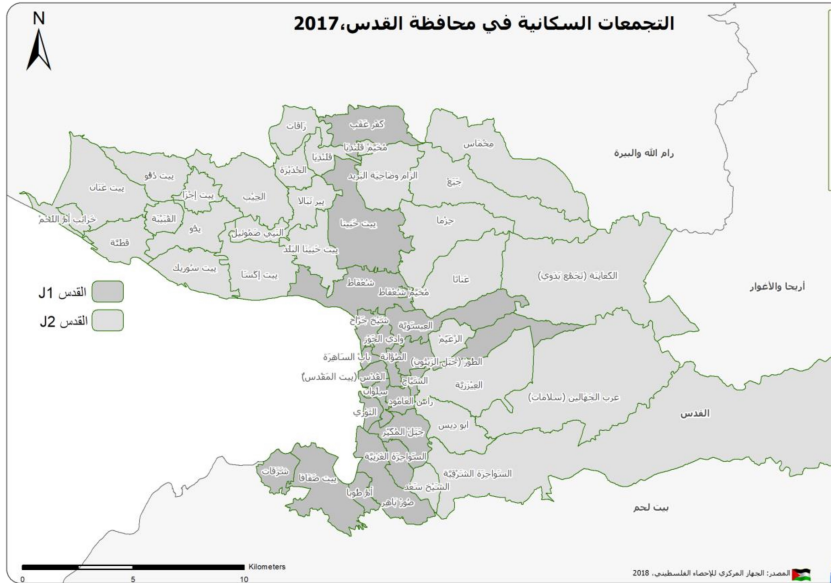 التجمعات السكانية في محافظة القدس،2017
N
كفر عقب
رافات
مخماس
مخيم قلنديا
قلنديا
رام الله والبيرة
الجديرة
الرام وضاحية البريد
جبع
بيت دقو
بيت عنان
بيت إجزا
الجيب
بير نبالا
خرايب أم اللحم
القبيبة
بدو
النبي صموئيل
بيت حنينا
حزما
قطنة
بيت حنينا البلد
بيت سوريك
بيت إكسا
شعفاط
مخيم شعفاط
عناتا
الكعابنة (تجمع بدوي)
أريحا والأغوار
القدس J1
القدس J2
شيخ جراح
العيسوية
وادي الجوز
الزعيم
باب الساهرة
الصوانة
الطور (جبل الزيتون)
القدس (بيت المقدس)
الشياح
العيزرية
سلوان
راس العامود
عرب الجهالين (سلامات)
الثوري
القدس
جبل المكبر
ابو ديس
السواحرة الغربية
السواحرة الشرقية
شرفات
بيت صفافا
الشيخ سعد
أم طوبا
صور باهر
بيت لحم
Kilometers
0 5 10
المصدر: الجهاز المركزي للإحصاء الفلسطيني، 2018